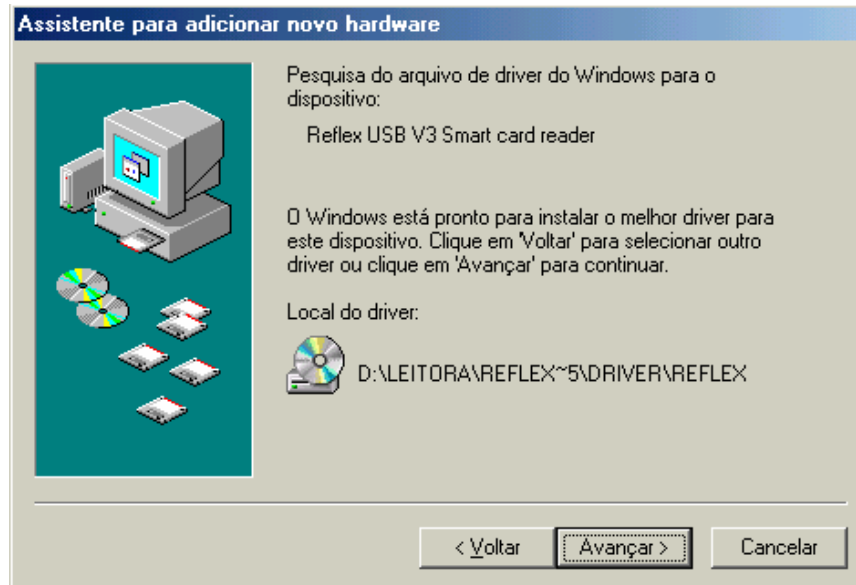 Assistente para adicionar novo hardware
Pesquisa do arquivo de driver do Windows para o
dispositivo:
Reflex USB V3 Smart card reader
O Windows está pronto para instalar o melhor driver para
este dispositivo. Clique em 'Voltar' para selecionar outro
driver ou clique em 'Avançar' para continuar.
Local do driver:
D:\LEITORA\REFLEX~5\DRIVER\REFLEX
< Voltar
Avançar >
Cancelar